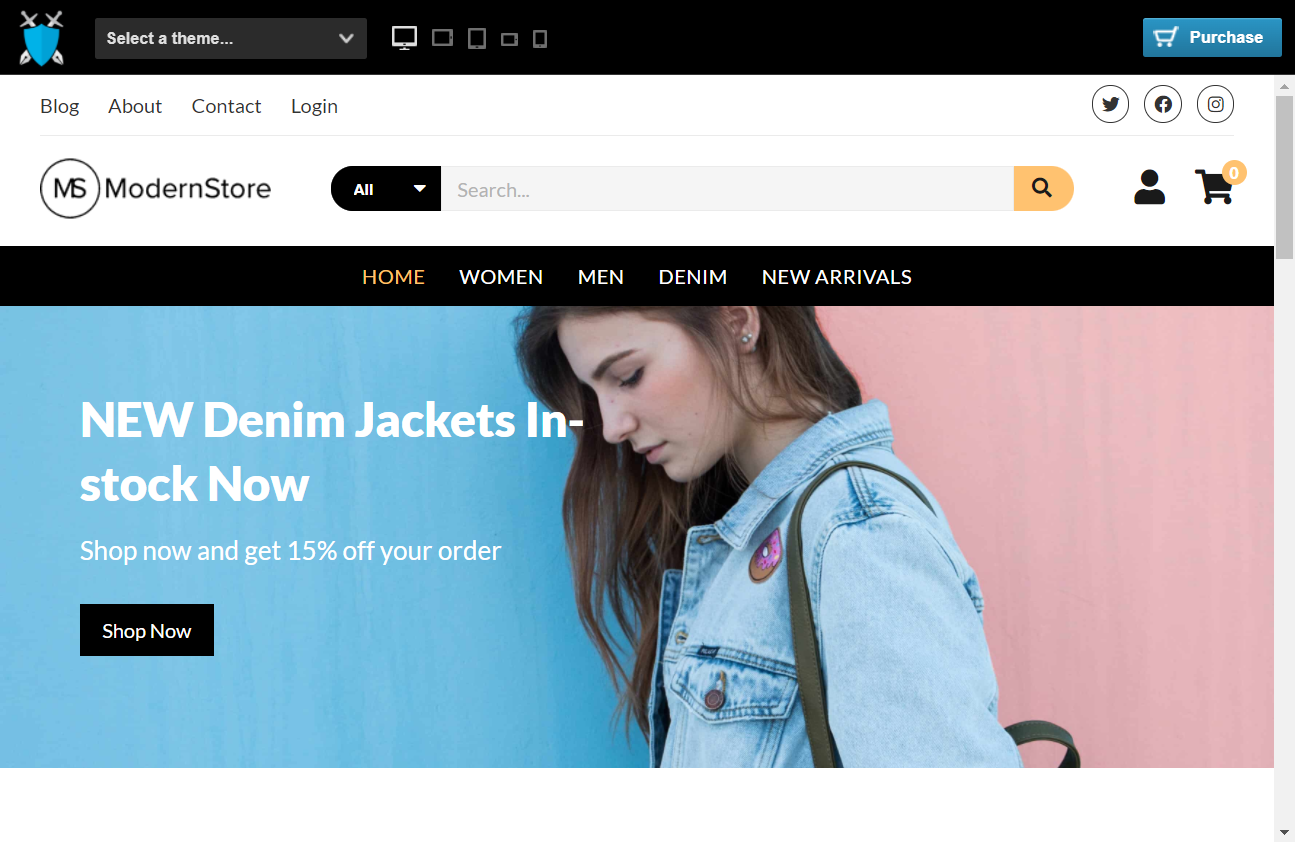 Select a theme...
Purchase
Blog About Contact Login
MS ModernStore
All
Search...
0
HOME WOMEN MEN DENIM NEW ARRIVALS
NEW Denim Jackets In-
stock Now
Shop now and get 15% off your order
Shop Now